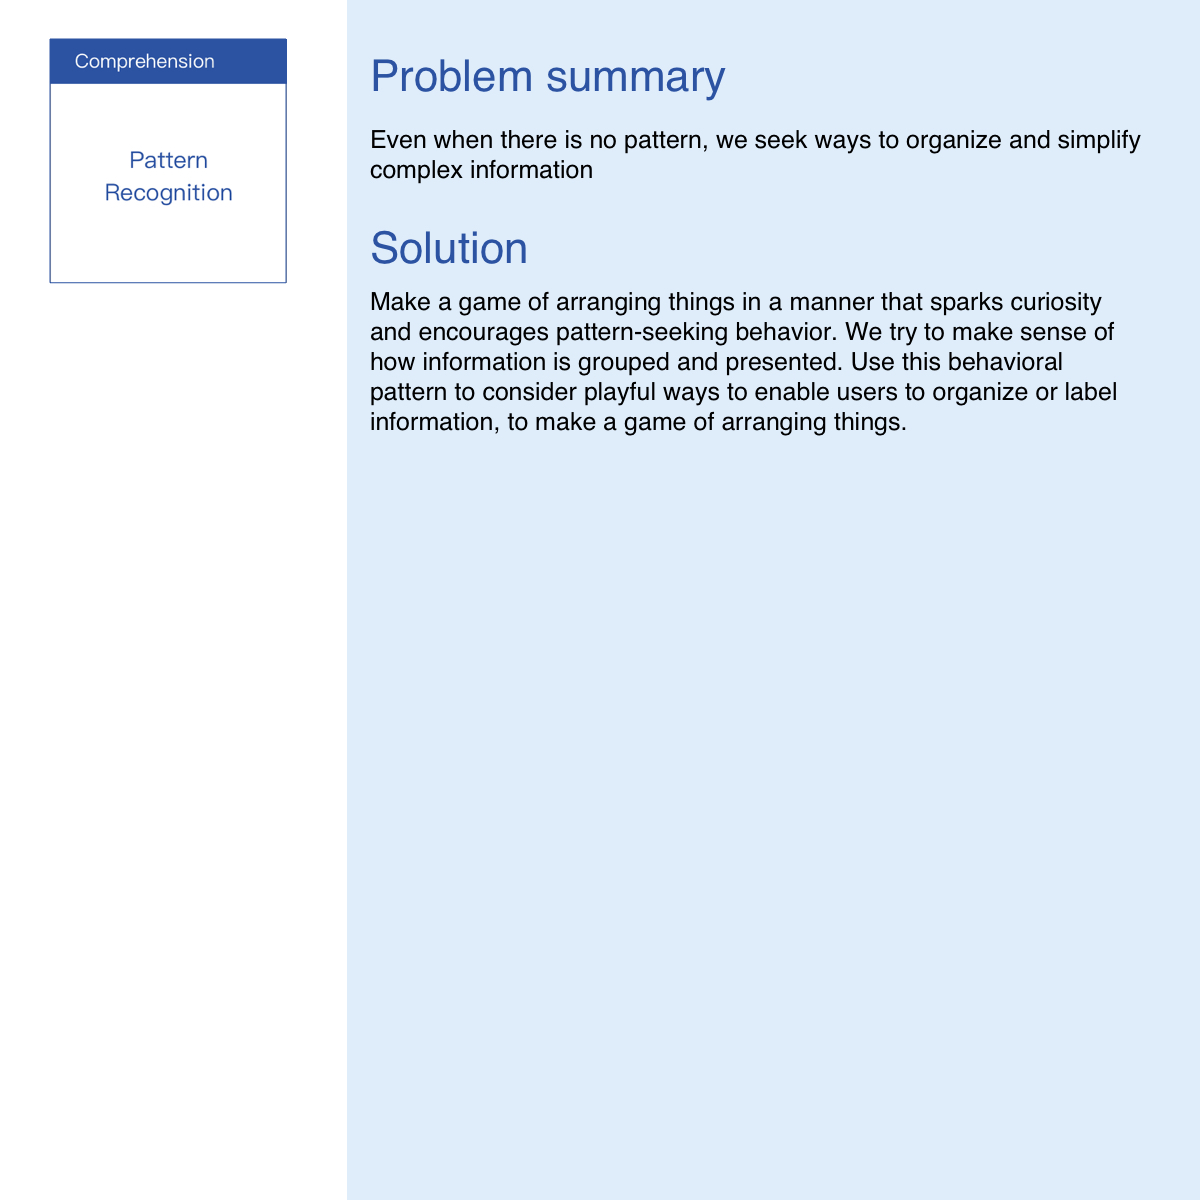 Comprehension
Pattern
Recognition
Problem summary
Even when there is no pattern, we seek ways to organize and simplify
complex information
Solution
Make a game of arranging things in a manner that sparks curiosity
and encourages pattern-seeking behavior. We try to make sense of
how information is grouped and presented. Use this behavioral
pattern to consider playful ways to enable users to organize or label
information, to make a game of arranging things.